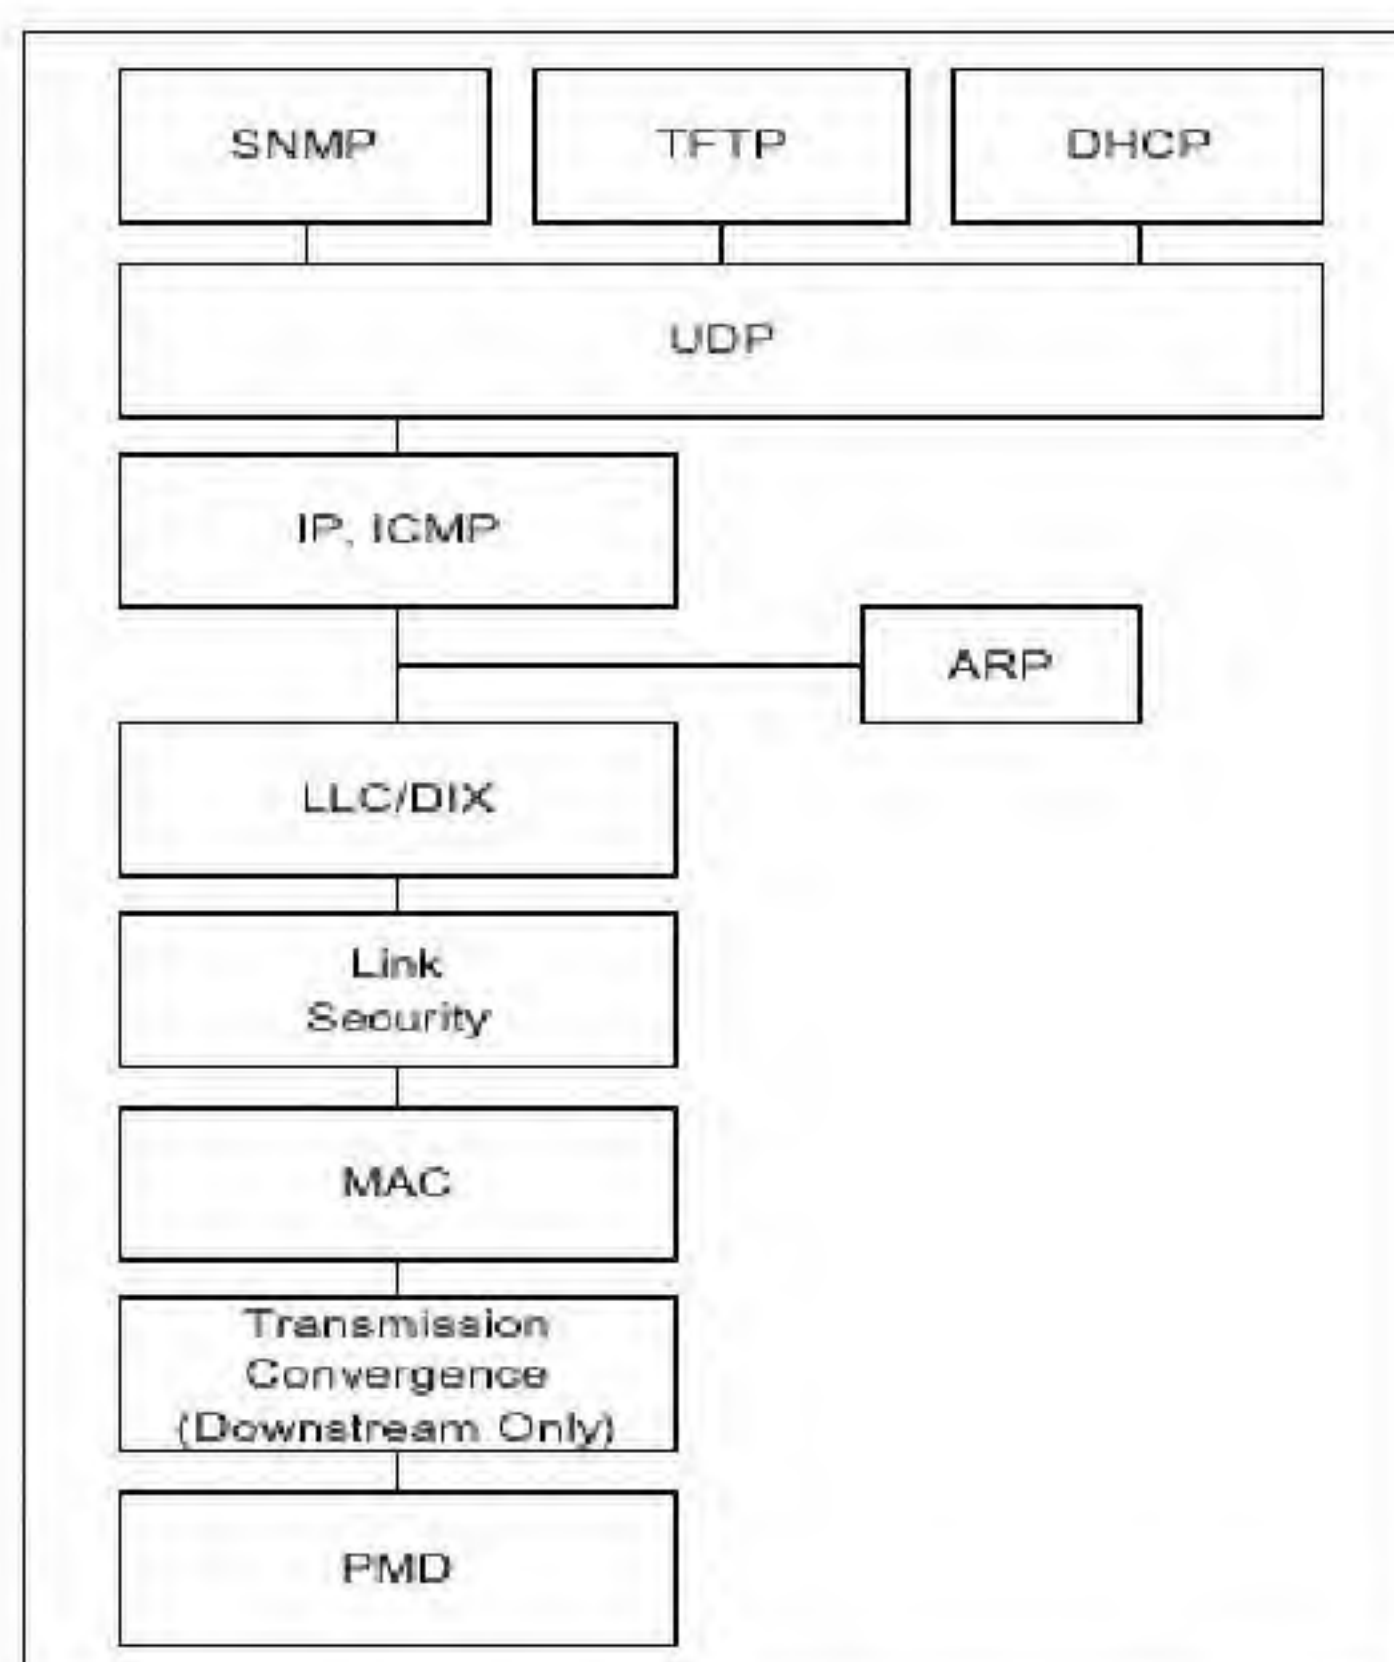 SNMP
TFTP
DHCP
UDP
IP, ICMP
ARP
LLC/DIX
Link
Security
MAC
Transmission
Convergence
(Downstream Only)
PMD